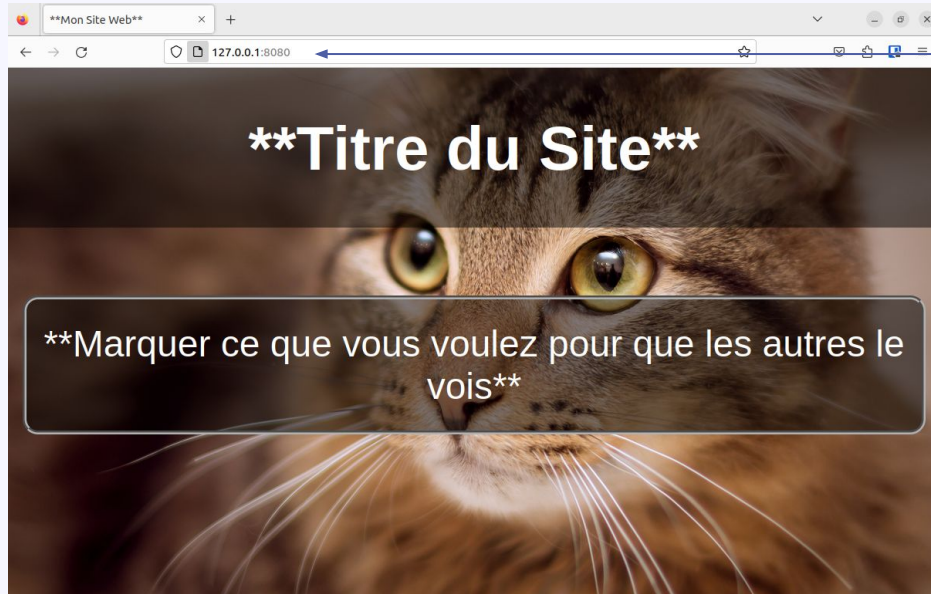 **Mon Site Web**
127.0.0.1:8080
**Titre du Site**
**Marquer ce que vous voulez pour que les autres le
vois**